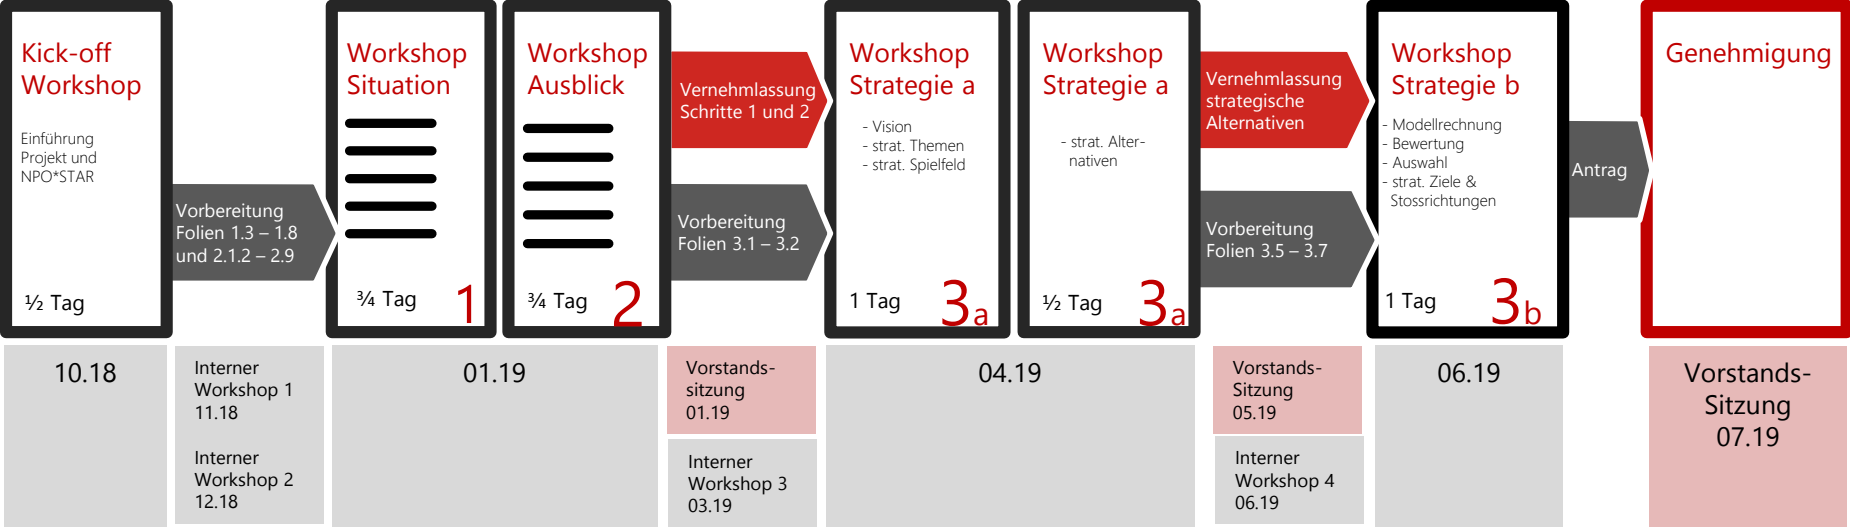 Kick-off
Workshop
Einführung
Projekt und
NPO*STAR
½ Tag
Vorbereitung
Folien 1.3 – 1.8
und 2.1.2 – 2.9
Workshop
Situation
¾ Tag
1
Workshop
Ausblick
¾ Tag
2
Vernehmlassung
Schritte 1 und 2
Vorbereitung
Folien 3.1 – 3.2
Workshop
Strategie a
- Vision
- strat. Themen
- strat. Spielfeld
1 Tag
3a
Workshop
Strategie a
- strat. Alter-
nativen
½ Tag
3a
Vernehmlassung
strategische
Alternativen
Vorbereitung
Folien 3.5 – 3.7
Workshop
Strategie b
- Modellrechnung
- Bewertung
- Auswahl
- strat. Ziele &
Stossrichtungen
1 Tag
3b
Antrag
Genehmigung
10.18
Interner
Workshop 1
11.18
Interner
Workshop 2
12.18
01.19
Vorstands-
sitzung
01.19
Interner
Workshop 3
03.19
04.19
Vorstands-
Sitzung
05.19
Interner
Workshop 4
06.19
06.19
Vorstands-
Sitzung
07.19